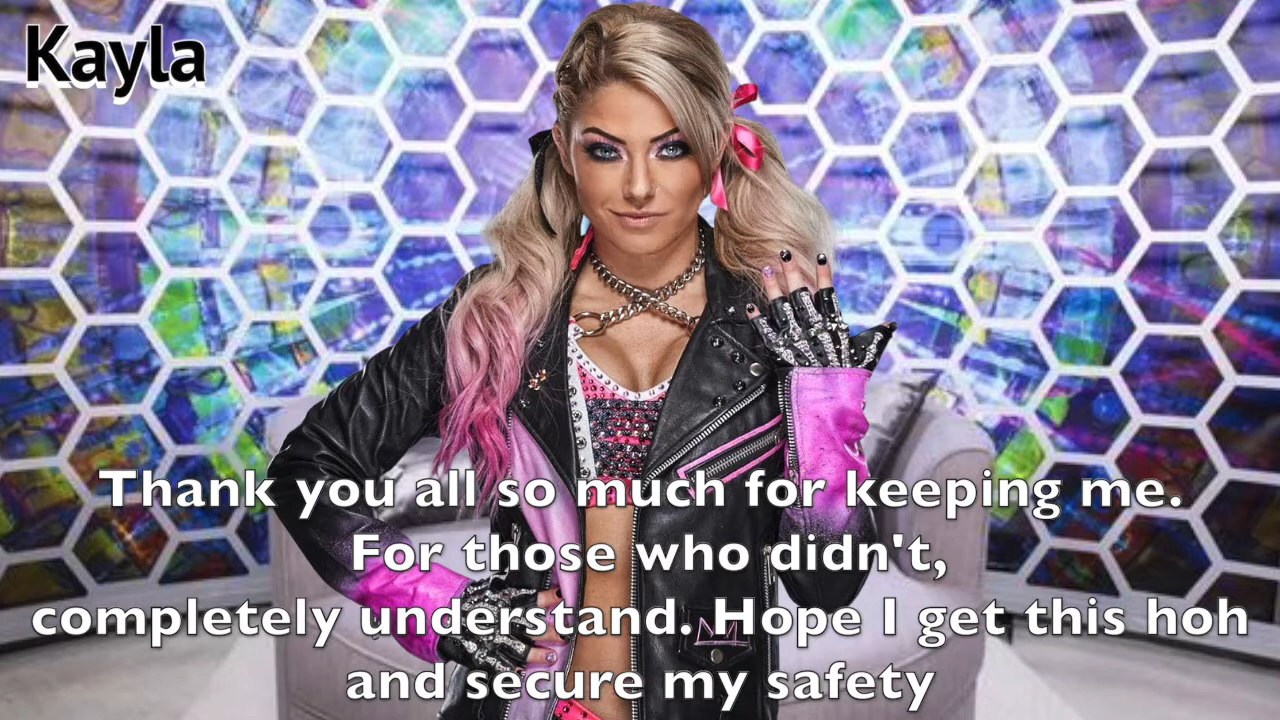 Kayla
Thank you all so much for keeping me.
For those who didn't,
completely understand. Hope I get this hoh
and secure my safety